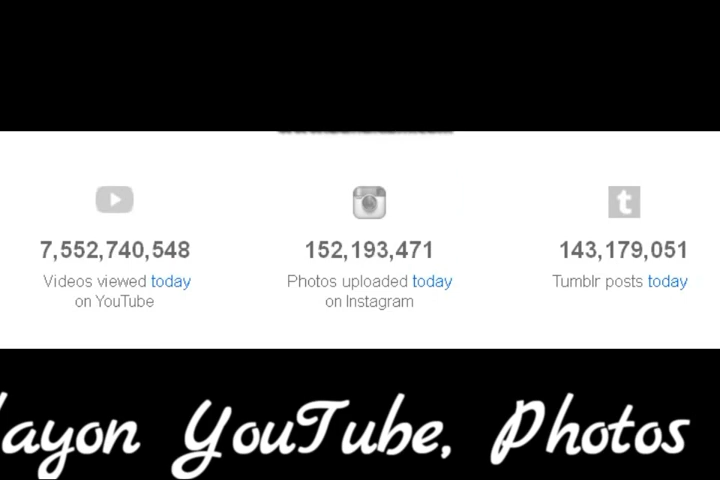 7,552,740,548
Videos viewed today
on YouTube
152,193,471
Photos uploaded today
on Instagram
t
143,179,051
Tumblr posts today
YouTube, Photos